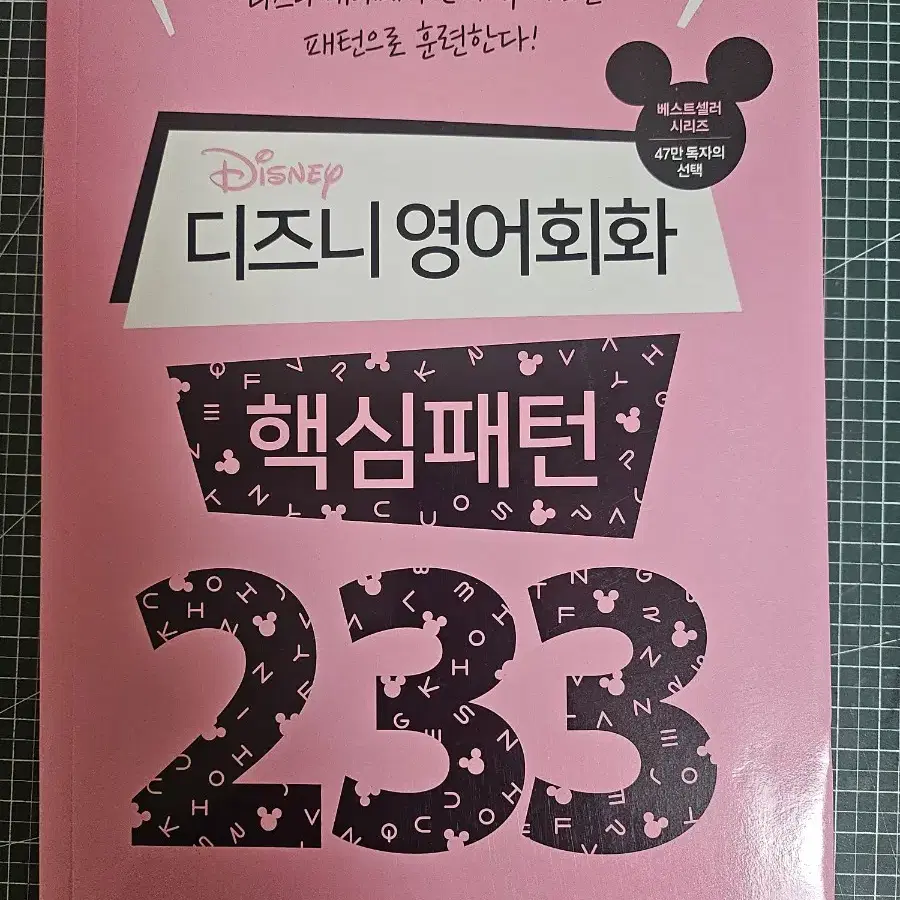 패턴으로 훈련한다!
베스트셀러
시리즈
47만 독자의
선택
DISNEY
디즈니 영어회화
핵심패턴
233